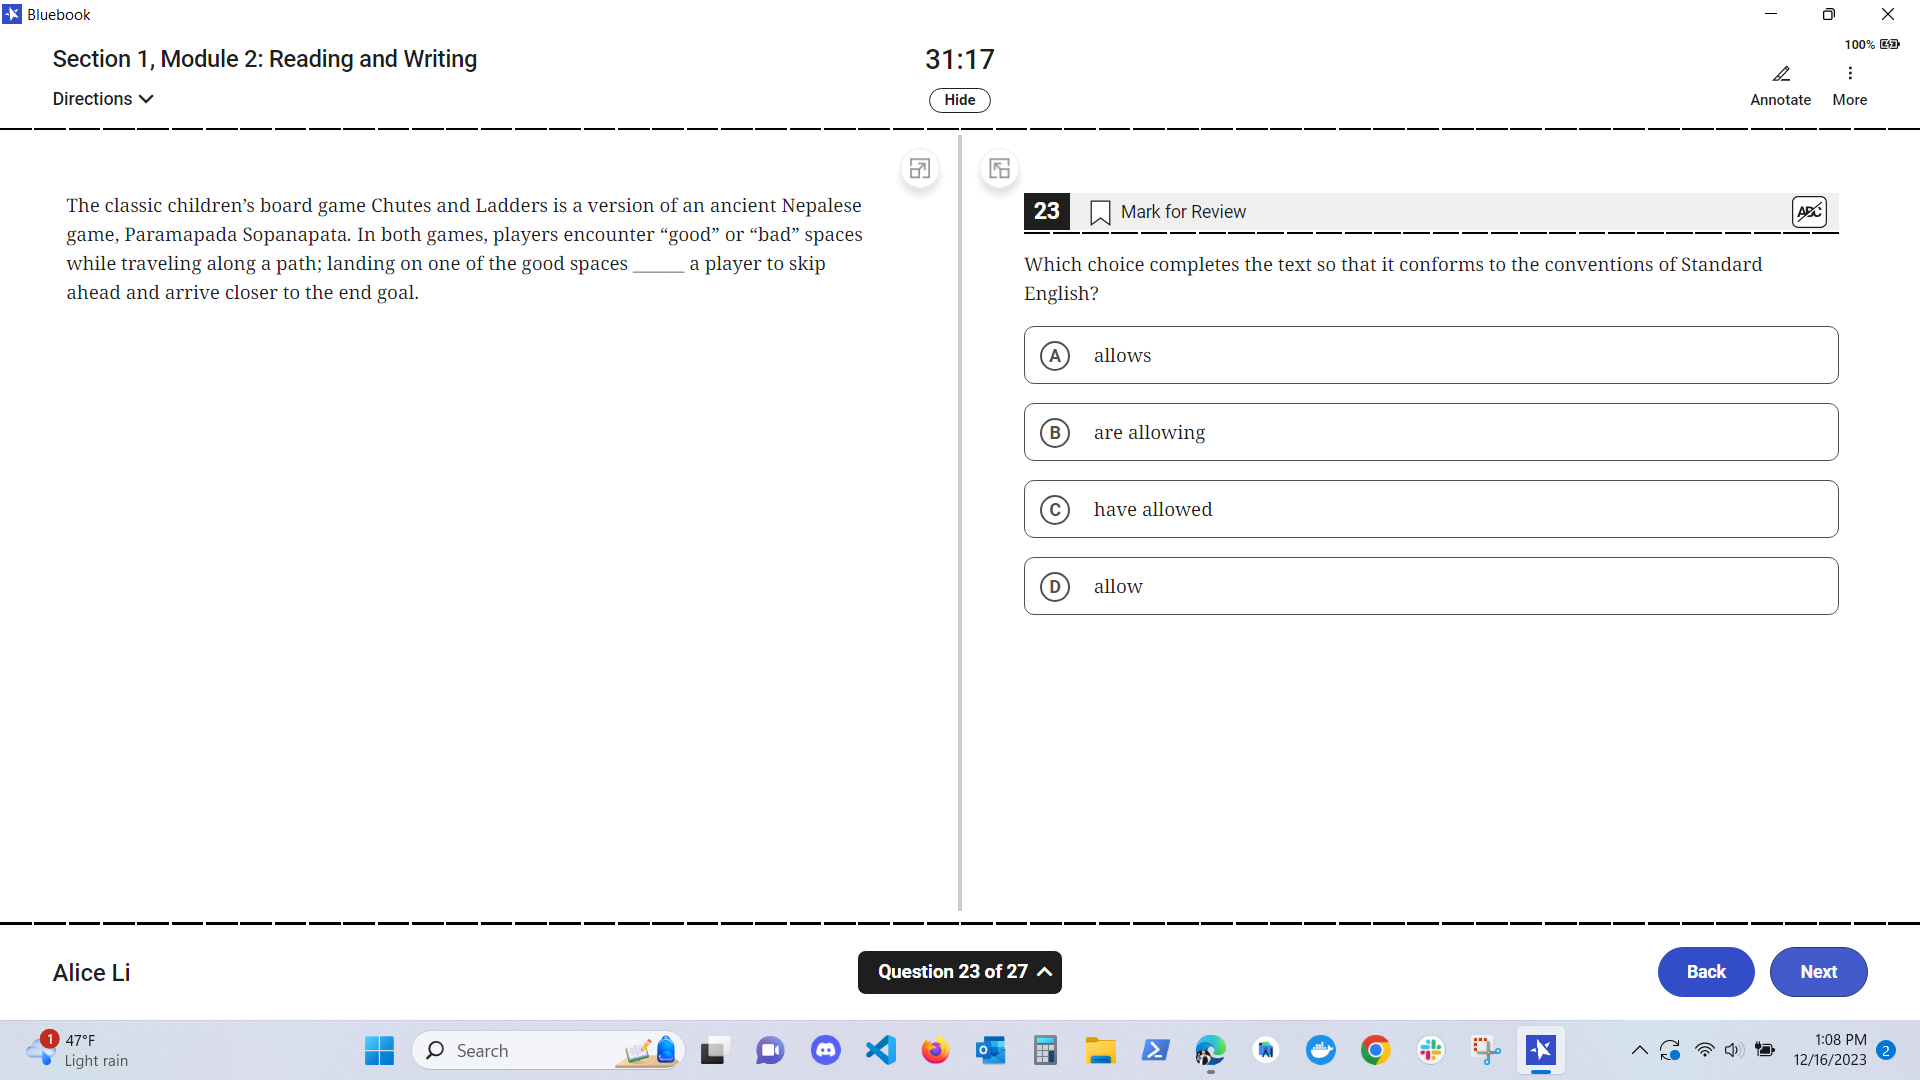 Bluebook
Section 1, Module 2: Reading and Writing
Directions
31:17
Hide
100%
Annotate
More
The classic children’s board game Chutes and Ladders is a version of an ancient Nepalese
game, Paramapada Sopanapata. In both games, players encounter “good” or “bad” spaces
while traveling along a path; landing on one of the good spaces ______ a player to skip
ahead and arrive closer to the end goal.
23
Mark for Review
ABC
Which choice completes the text so that it conforms to the conventions of Standard
English?
A allows
B are allowing
C have allowed
D allow
Alice Li
Question 23 of 27
Back
Next
1
47°F
Light rain
Search
1:08 PM
12/16/2023
2